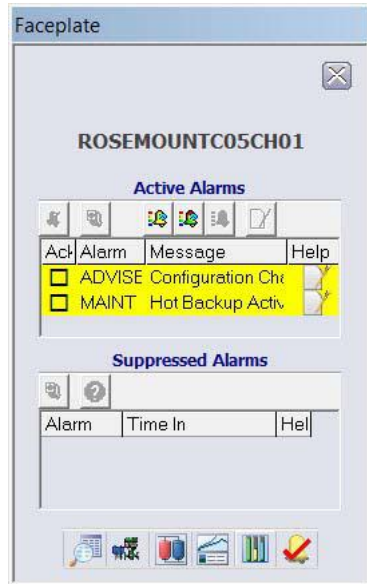 Faceplate
ROSEMOUNTC05CH01
Active Alarms
Ack Alarm Message Help
ADVISE Configuration Cha
MAINT Hot Backup Activ
Suppressed Alarms
Alarm Time In Hel